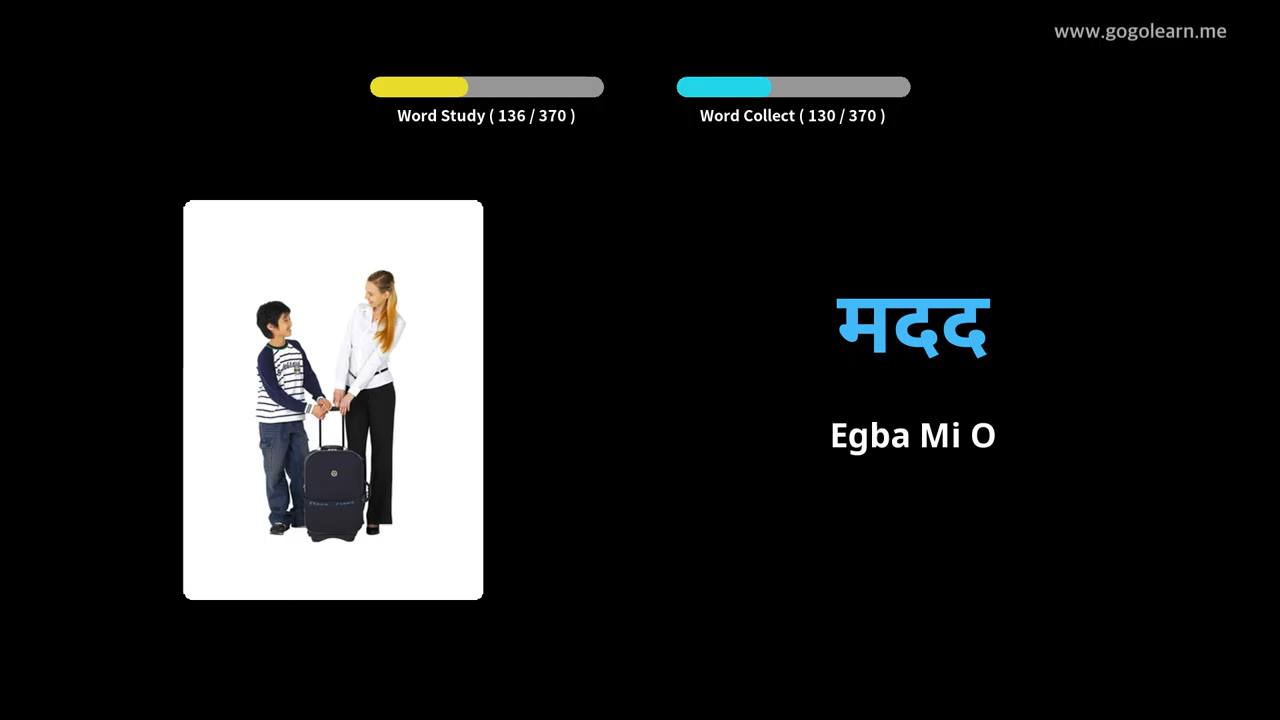 www.gogolearn.me
Word Study ( 136 / 370 )
Word Collect ( 130 / 370 )
मदद
Egba Mi O